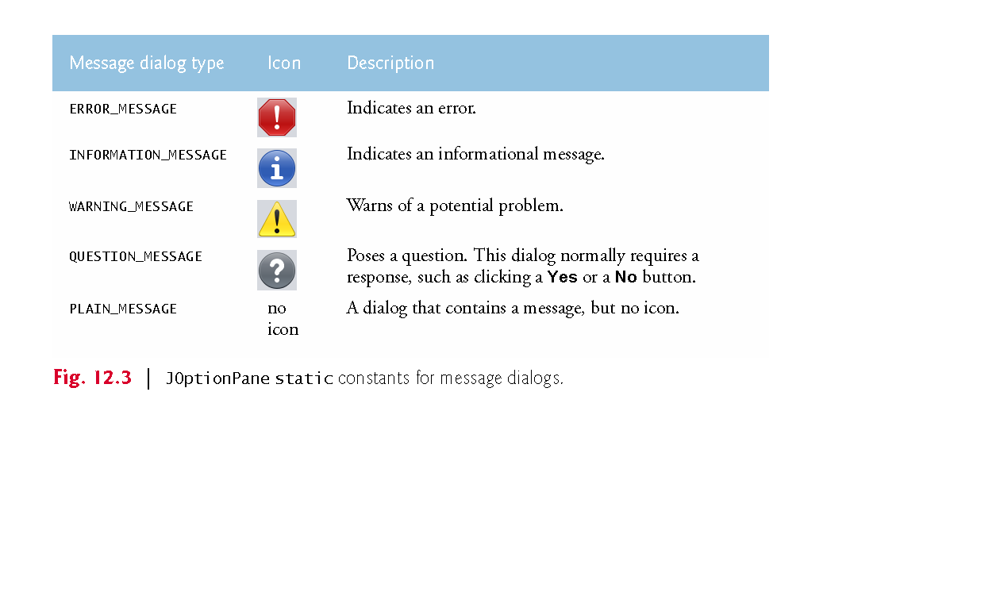 Message dialog type Icon Description
ERROR_MESSAGE Indicates an error.
INFORMATION_MESSAGE Indicates an informational message.
WARNING_MESSAGE Warns of a potential problem.
QUESTION_MESSAGE Poses a question. This dialog normally requires a
response, such as clicking a Yes or a No button.
PLAIN_MESSAGE no A dialog that contains a message, but no icon.
icon
Fig. 12.3 | JOptionPane static constants for message dialogs.